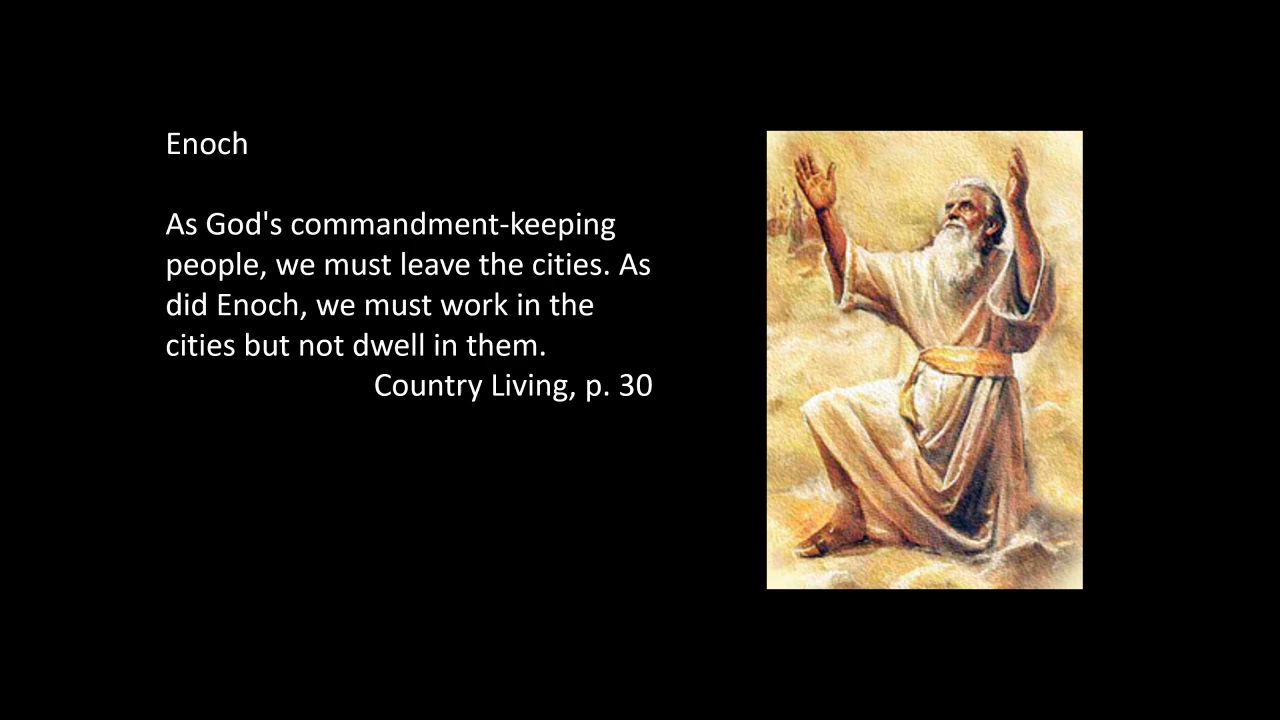 Enoch
As God's commandment-keeping
people, we must leave the cities. As
did Enoch, we must work in the
cities but not dwell in them.
Country Living, p. 30